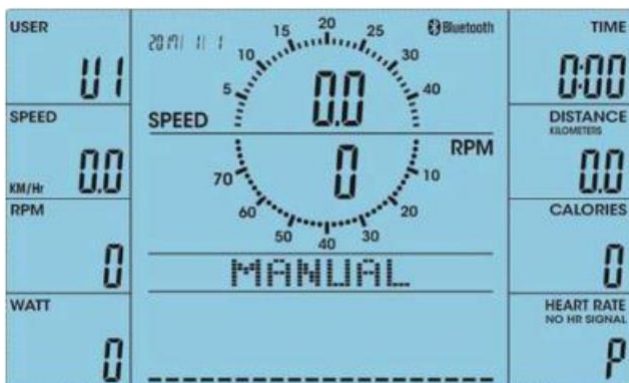 USER
U1
SPEED
KM/Hr 0.0
RPM
0
WATT
0
2017/ 1/ 1
Bluetooth
5 10 15 20 25 30 40
SPEED 0.0
0 RPM
70 60 50 40 30 20 10
MANUAL
TIME
0:00
DISTANCE
KILOMETERS
0.0
CALORIES
0
HEART RATE
NO HR SIGNAL
P